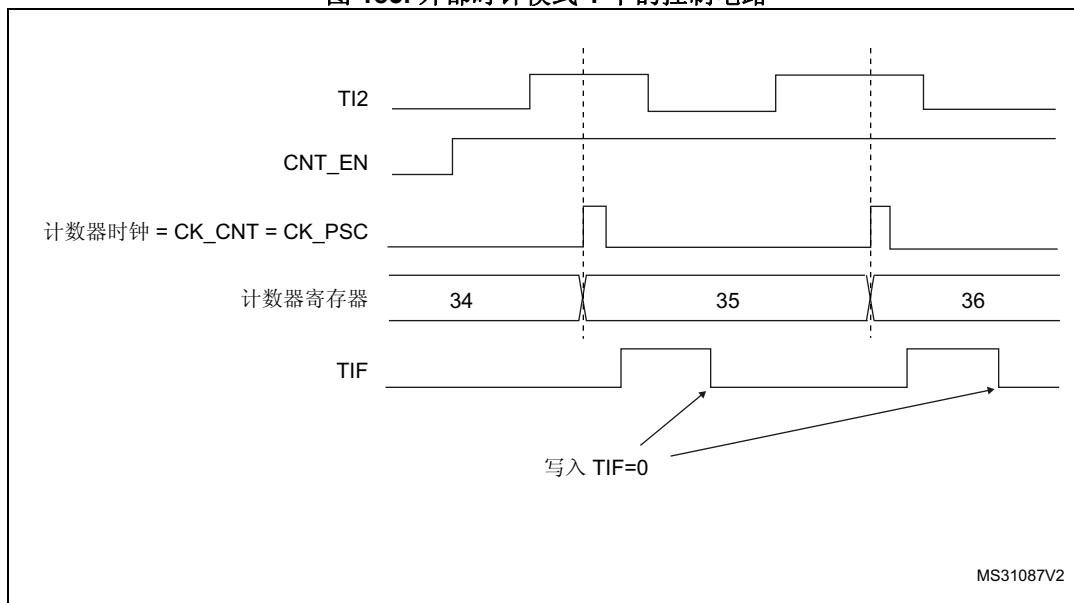 TI2
CNT_EN
计数器时钟 = CK_CNT = CK_PSC
计数器寄存器 34 35 36
TIF
写入 TIF=0
MS31087V2